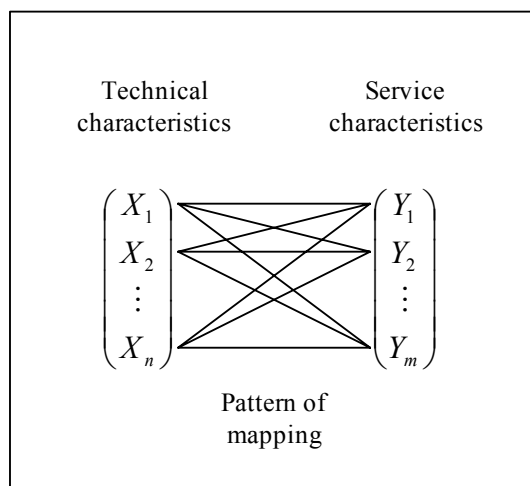 Technical
characteristics
Service
characteristics
X₁ Y₁
X₂ Y₂
⋮ ⋮
Xₙ Yₘ
Pattern of
mapping